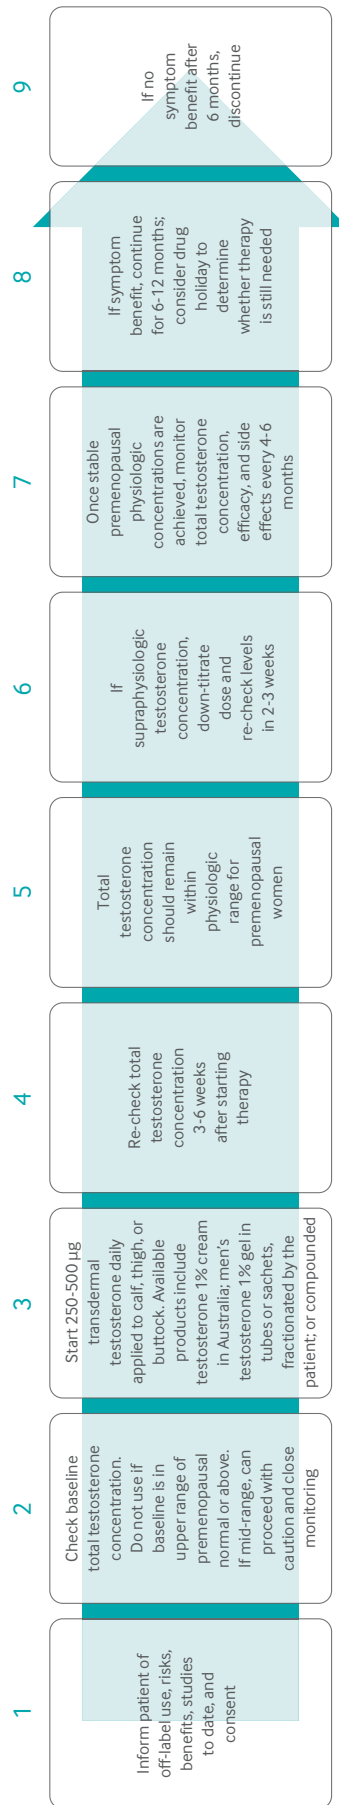 1
Inform patient of
off-label use, risks,
benefits, studies
to date, and
consent
2
Check baseline
total testosterone
concentration.
Do not use if
baseline is in
upper range of
premenopausal
normal or above.
If mid-range, can
proceed with
caution and close
monitoring
3
Start 250-500 µg
transdermal
testosterone daily
applied to calf, thigh, or
buttock. Available
products include
testosterone 1% cream
in Australia; men's
testosterone 1% gel in
tubes or sachets,
fractionated by the
patient; or compounded
4
Re-check total
testosterone
concentration
3-6 weeks
after starting
therapy
5
Total
testosterone
concentration
should remain
within
physiologic
range for
premenopausal
women
6
If
supraphysiologic
testosterone
concentration,
down-titrate
dose and
re-check levels
in 2-3 weeks
7
Once stable
premenopausal
physiologic
concentrations are
achieved, monitor
total testosterone
concentration,
efficacy, and side
effects every 4-6
months
8
If symptom
benefit, continue
for 6-12 months;
consider drug
holiday to
determine
whether therapy
is still needed
9
If no
symptom
benefit after
6 months,
discontinue